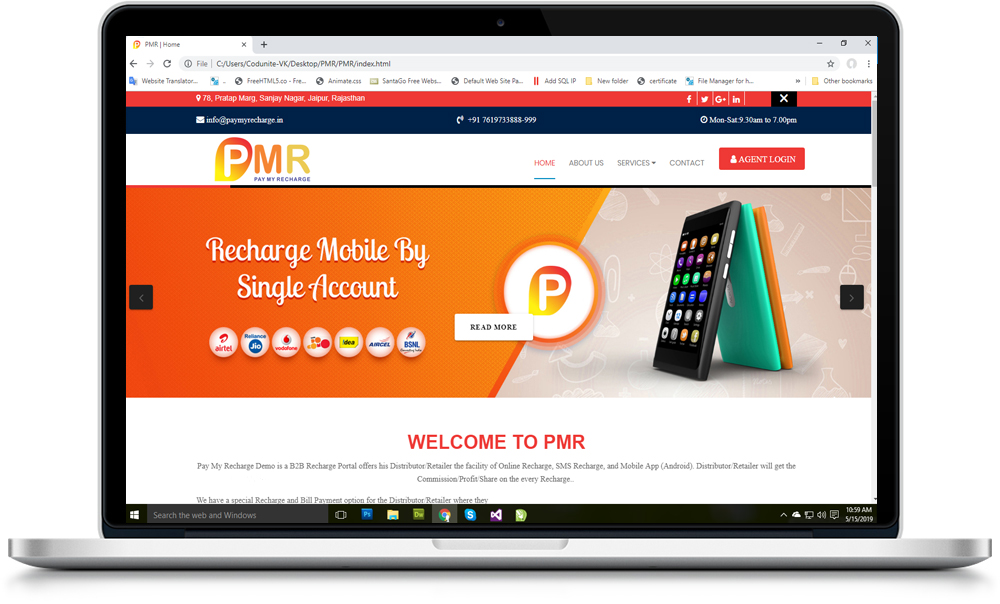 PMR | Home
File | C:/Users/Codunite-VK/Desktop/PMR/PMR/index.html
Website Translator... FreeHTML5.co - Fre... Animate.css SantaGo Free Webs... Default Web Site Pa... Add SQL IP New folder certificate File Manager for h... » Other bookmarks
78, Pratap Marg, Sanjay Nagar, Jaipur, Rajasthan
info@paymyrecharge.in +91 7619733888-999 Mon-Sat:9.30am to 7.00pm
PMR
PAY MY RECHARGE
HOME ABOUT US SERVICES CONTACT AGENT LOGIN
Recharge Mobile By
Single Account
P
READ MORE
airtel Reliance Jio vodafone Idea AIRCEL BSNL
WELCOME TO PMR
Pay My Recharge Demo is a B2B Recharge Portal offers his Distributor/Retailer the facility of Online Recharge, SMS Recharge, and Mobile App (Android). Distributor/Retailer will get the
Commission/Profit/Share on the every Recharge..
We have a special Recharge and Bill Payment option for the Distributor/Retailer where they
Search the web and Windows
Ps Dw
10:59 AM
5/15/2019